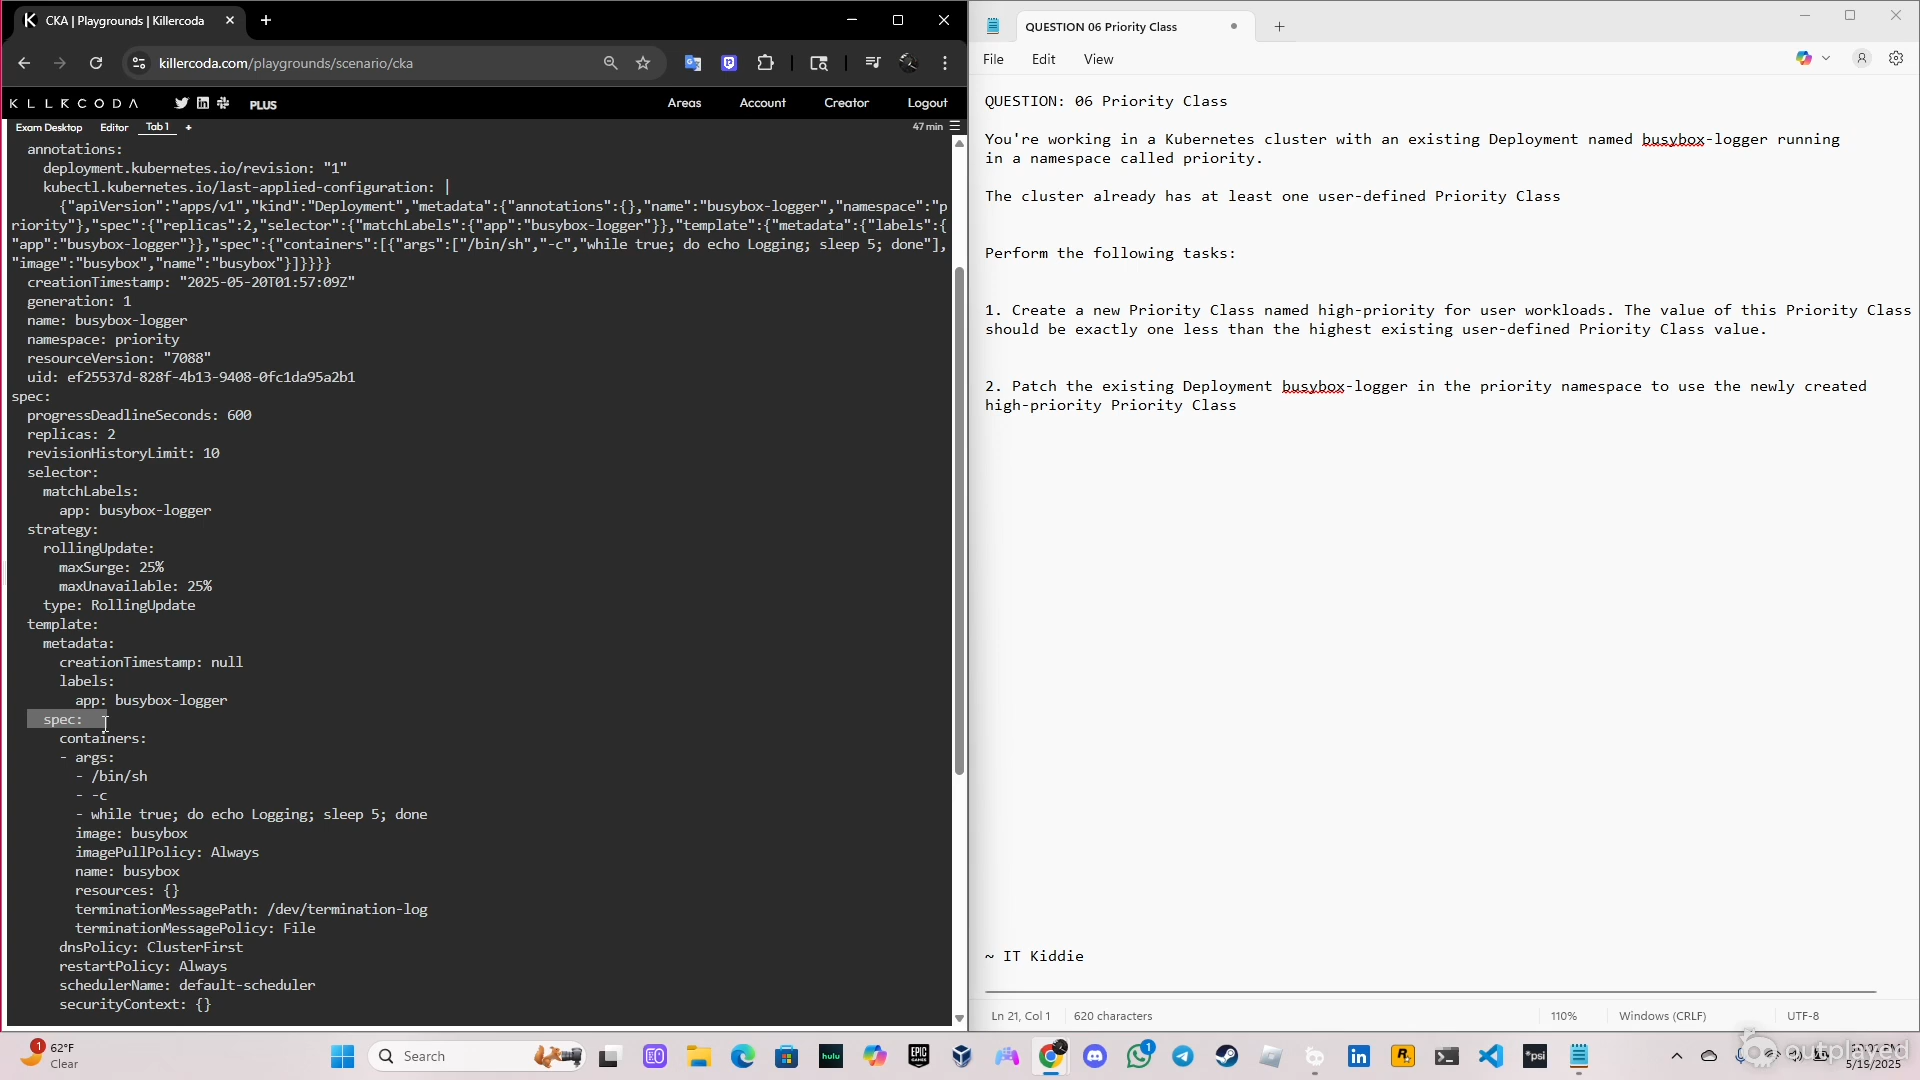 CKA | Playgrounds | Killercoda
killercoda.com/playgrounds/scenario/cka
K L L R C O D A
PLUS
Areas
Account
Creator
Logout
Exam Desktop
Editor
Tab 1
+
47 min
annotations:
deployment.kubernetes.io/revision: "1"
kubectl.kubernetes.io/last-applied-configuration: |
{"apiVersion":"apps/v1","kind":"Deployment","metadata":{"annotations":{},"name":"busybox-logger","namespace":"p
riority"},"spec":{"replicas":2,"selector":{"matchLabels":{"app":"busybox-logger"}},"template":{"metadata":{"labels":{
"app":"busybox-logger"}},"spec":{"containers":[{"args":["/bin/sh","-c","while true; do echo Logging; sleep 5; done"],
"image":"busybox","name":"busybox"}]}}}}
creationTimestamp: "2025-05-20T01:57:09Z"
generation: 1
name: busybox-logger
namespace: priority
resourceVersion: "7088"
uid: ef25537d-828f-4b13-9408-0fc1da95a2b1
spec:
progressDeadlineSeconds: 600
replicas: 2
revisionHistoryLimit: 10
selector:
matchLabels:
app: busybox-logger
strategy:
rollingUpdate:
maxSurge: 25%
maxUnavailable: 25%
type: RollingUpdate
template:
metadata:
creationTimestamp: null
labels:
app: busybox-logger
spec:
containers:
- args:
- /bin/sh
- -c
- while true; do echo Logging; sleep 5; done
image: busybox
imagePullPolicy: Always
name: busybox
resources: {}
terminationMessagePath: /dev/termination-log
terminationMessagePolicy: File
dnsPolicy: ClusterFirst
restartPolicy: Always
schedulerName: default-scheduler
securityContext: {}
QUESTION 06 Priority Class
File
Edit
View
QUESTION: 06 Priority Class
You're working in a Kubernetes cluster with an existing Deployment named busybox-logger running
in a namespace called priority.
The cluster already has at least one user-defined Priority Class
Perform the following tasks:
1. Create a new Priority Class named high-priority for user workloads. The value of this Priority Class
should be exactly one less than the highest existing user-defined Priority Class value.
2. Patch the existing Deployment busybox-logger in the priority namespace to use the newly created
high-priority Priority Class
~ IT Kiddie
Ln 21, Col 1
620 characters
110%
Windows (CRLF)
UTF-8
1
62°F
Clear
Search
hulu
EPIC GAMES
1
in
R
*psi
5/19/2025
outplayed